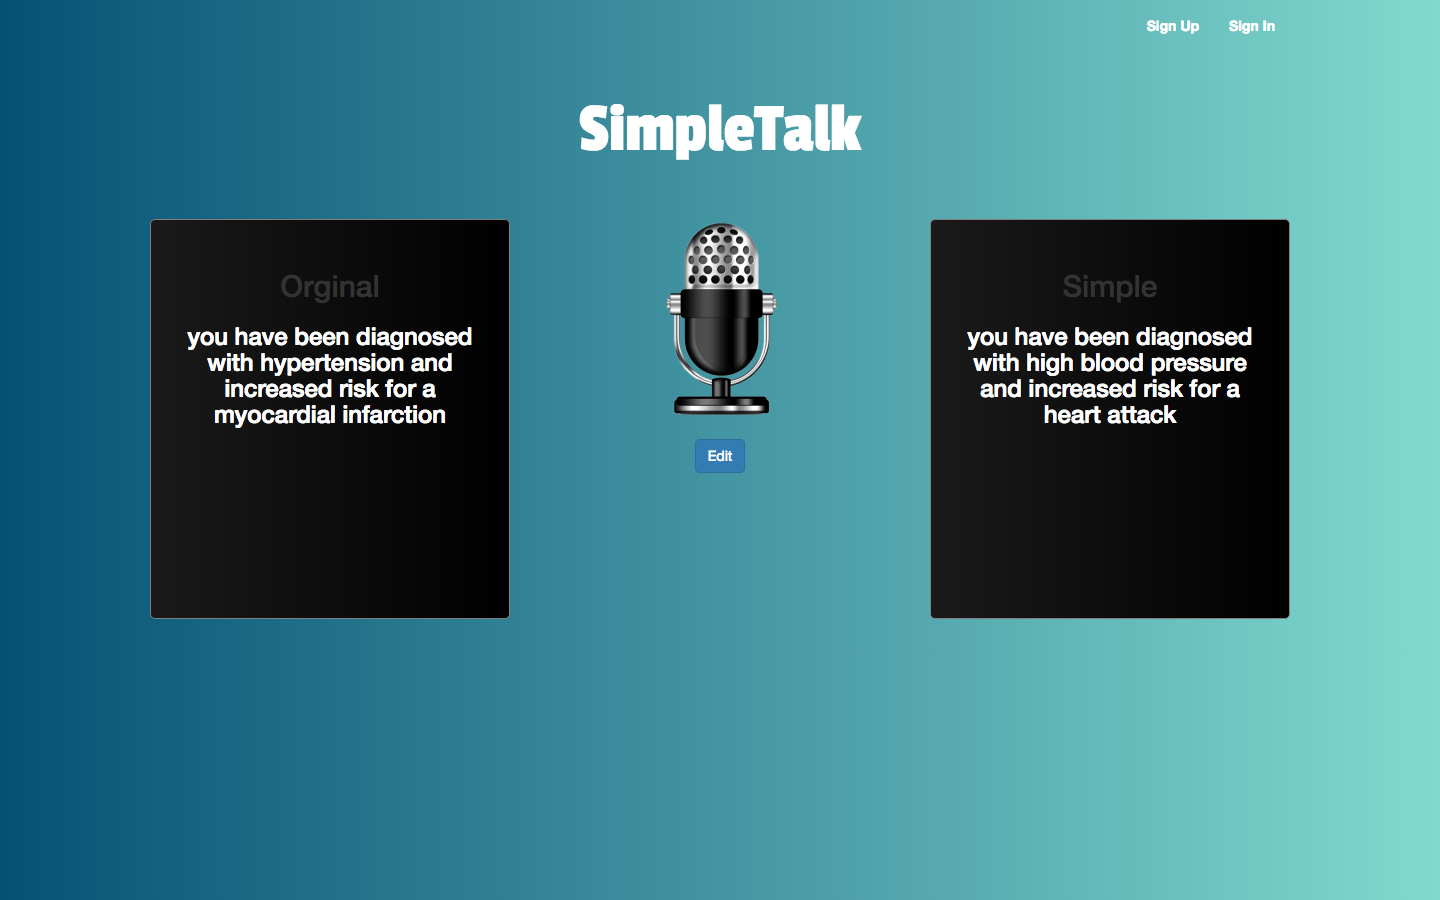 Sign Up Sign In
SimpleTalk
Orginal
you have been diagnosed
with hypertension and
increased risk for a
myocardial infarction
Edit
Simple
you have been diagnosed
with high blood pressure
and increased risk for a
heart attack